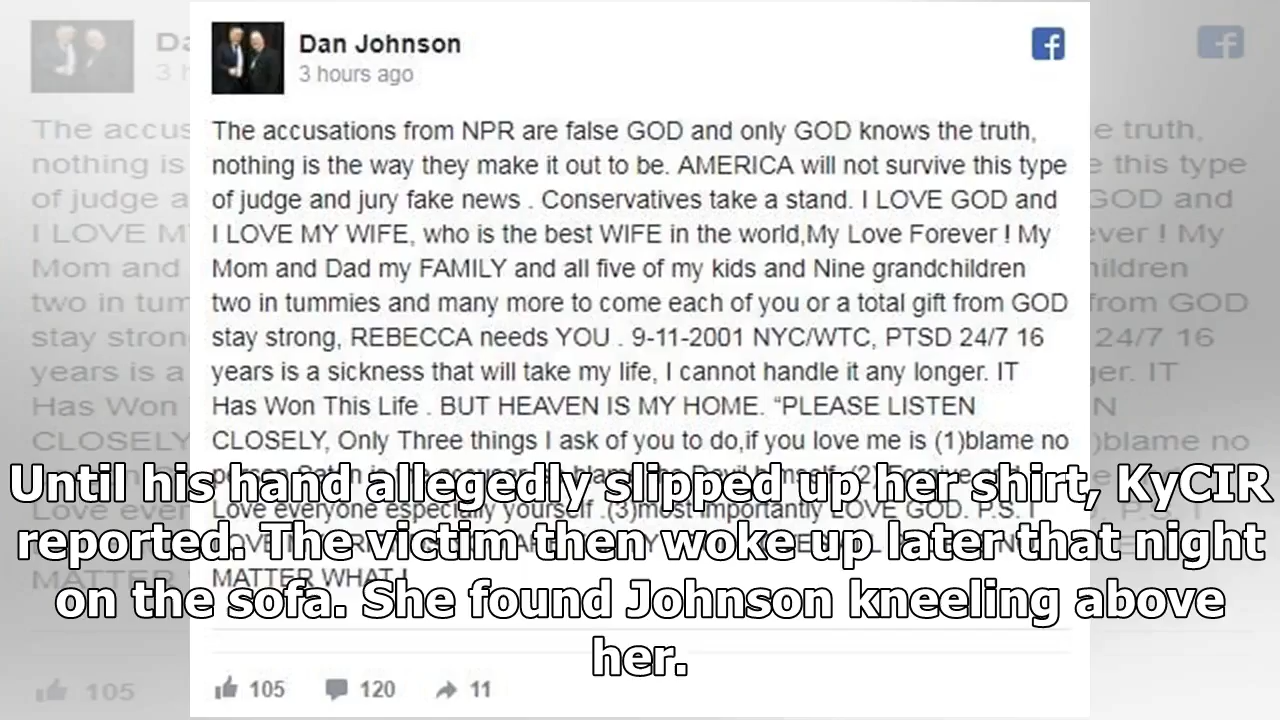 Dan Johnson
3 hours ago
The accusations from NPR are false GOD and only GOD knows the truth,
nothing is the way they make it out to be. AMERICA will not survive this type
of judge and jury fake news . Conservatives take a stand. I LOVE GOD and
I LOVE MY WIFE, who is the best WIFE in the world,My Love Forever ! My
Mom and Dad my FAMILY and all five of my kids and Nine grandchildren
two in tummies and many more to come each of you or a total gift from GOD
stay strong, REBECCA needs YOU . 9-11-2001 NYC/WTC, PTSD 24/7 16
years is a sickness that will take my life, I cannot handle it any longer. IT
Has Won This Life . BUT HEAVEN IS MY HOME. “PLEASE LISTEN
CLOSELY, Only Three things I ask of you to do,if you love me is (1)blame no
Love everyone especially yourself .(3)most importantly LOVE GOD. P.S. I
MATTER WHAT !
Until his hand allegedly slipped up her shirt, KyCIR
reported. The victim then woke up later that night
on the sofa. She found Johnson kneeling above
her.
105 120 11
105